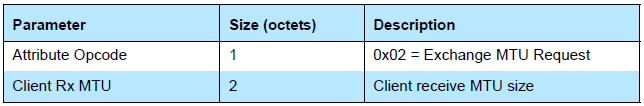 Parameter Size (octets) Description
Attribute Opcode 1 0x02 = Exchange MTU Request
Client Rx MTU 2 Client receive MTU size